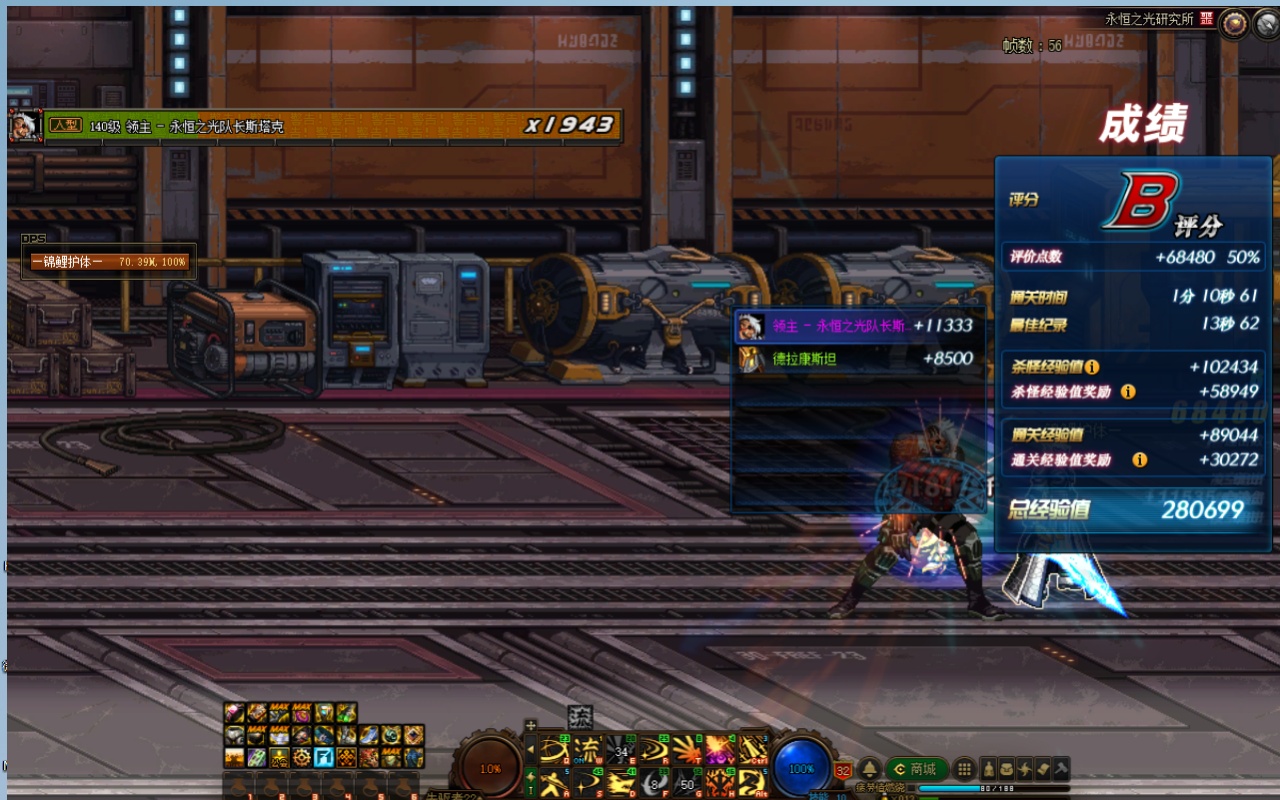 永恒之光研究所
帧数：56
成绩
人型 140级 领主 - 永恒之光队长斯塔克 x1943
评分 B 评分
评价点数 +68480 50%
DPS
一锦鲤护体一 70.39M, 100%
通关时间 1分 10秒 61
最佳纪录 13秒 62
领主 - 永恒之光队长斯.. +11333
德拉康斯坦 +8500
杀怪经验值 +102434
杀怪经验值奖励 +58949
通关经验值 +89044
通关经验值奖励 +30272
总经验值 280699
流
10%
100%
32
商城
80/188